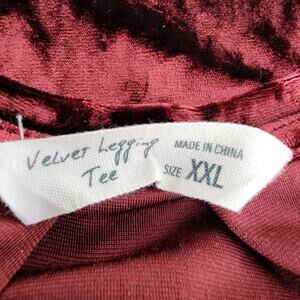 Velvet Legging
Tee
MADE IN CHINA
SIZE XXL